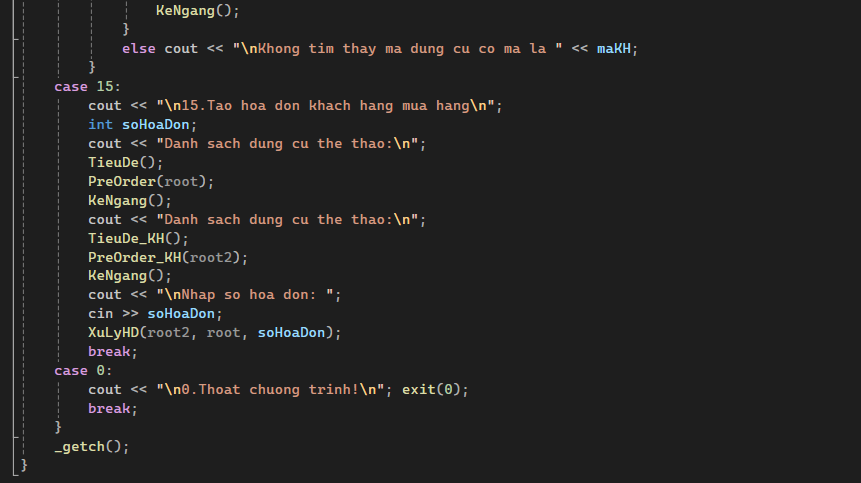 KeNgang();
}
else cout << "\nKhong tim thay ma dung cu co ma la " << maKH;
}
case 15:
cout << "\n15.Tao hoa don khach hang mua hang\n";
int soHoaDon;
cout << "Danh sach dung cu the thao:\n";
TieuDe();
PreOrder(root);
KeNgang();
cout << "Danh sach dung cu the thao:\n";
TieuDe_KH();
PreOrder_KH(root2);
KeNgang();
cout << "\nNhap so hoa don: ";
cin >> soHoaDon;
XuLyHD(root2, root, soHoaDon);
break;
case 0:
cout << "\n0.Thoat chuong trinh!\n"; exit(0);
break;
}
_getch();
}